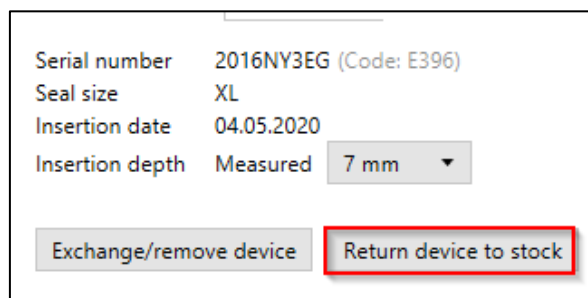 Serial number 2016NY3EG (Code: E396)
Seal size XL
Insertion date 04.05.2020
Insertion depth Measured 7 mm
Exchange/remove device Return device to stock